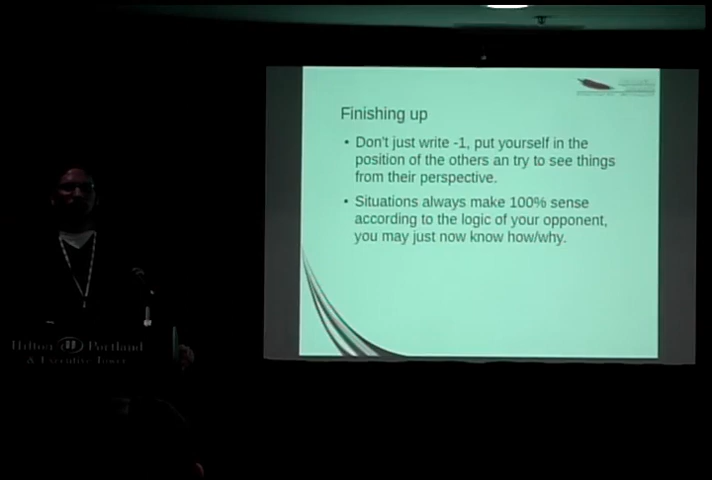 Finishing up
• Don't just write -1, put yourself in the
position of the others an try to see things
from their perspective.
• Situations always make 100% sense
according to the logic of your opponent,
you may just now know how/why.
Hilton Portland
& Executive Tower